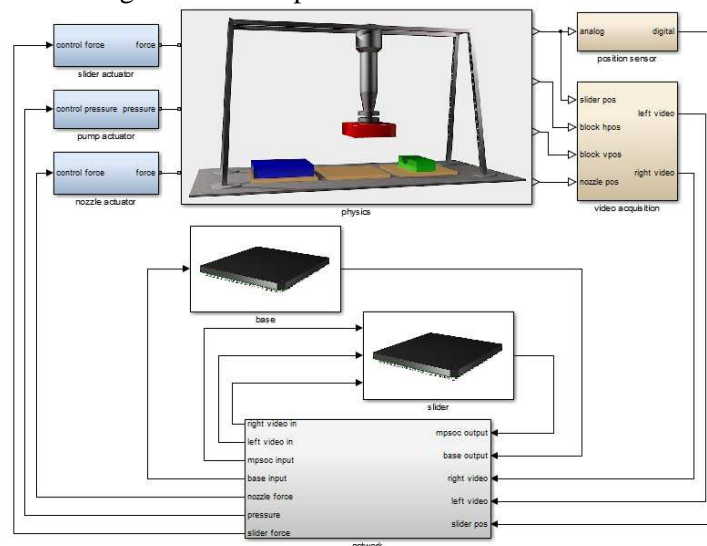 control force
force
slider actuator
control pressure
pressure
pump actuator
control force
force
nozzle actuator
physics
analog
digital
position sensor
slider pos
block hpos
block vpos
nozzle pos
left video
right video
video acquisition
base
slider
right video in
left video in
mpsoc input
base input
nozzle force
pressure
slider force
mpsoc output
base output
right video
left video
slider pos
network